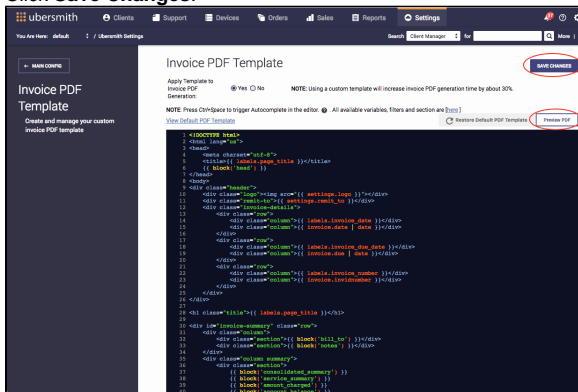 Click Save Changes.
ubersmith Clients Support Devices Orders Sales Reports Settings
You Are Here: default / Ubersmith Settings Search Client Manager for More
← MAIN CONFIG
Invoice PDF Template
SAVE CHANGES
Invoice PDF
Template
Create and manage your custom
invoice PDF template
Apply Template to
Invoice PDF
Generation:
Yes No NOTE: Using a custom template will increase invoice PDF generation time by about 30%.
NOTE: Press Ctrl+Space to trigger Autocomplete in the editor. All available variables, filters and section are [here]
View Default PDF Template Restore Default PDF Template Preview PDF
1 <!DOCTYPE html>
2 <html lang="us">
3 <head>
4 <meta charset="utf-8">
5 <title>{{ labels.page_title }}</title>
6 {{ block('head') }}
7 </head>
8 <body>
9 <div class="header">
10 <div class="logo"><img src="{{ settings.logo }}"></div>
11 <div class="remit-to">{{ settings.remit_to }}</div>
12 <div class="invoice-details">
13 <div class="row">
14 <div class="column">{{ labels.invoice_date }}</div>
15 <div class="column">{{ invoice.date | date }}</div>
16 </div>
17 <div class="row">
18 <div class="column">{{ labels.invoice_due_date }}</div>
19 <div class="column">{{ invoice.due | date }}</div>
20 </div>
21 <div class="row">
22 <div class="column">{{ labels.invoice_number }}</div>
23 <div class="column">{{ invoice.invidnumber }}</div>
24 </div>
25 </div>
26 </div>
27
28 <h1 class="title">{{ labels.page_title }}</h1>
29
30 <div id="invoice-summary" class="row">
31 <div class="column">
32 <div class="section">{{ block('bill_to') }}</div>
33 <div class="section">{{ block('notes') }}</div>
34 </div>
35 <div class="column summary">
36 <div class="section">
37 {{ block('consolidated_summary') }}
38 {{ block('service_summary') }}
39 {{ block('amount_charged') }}